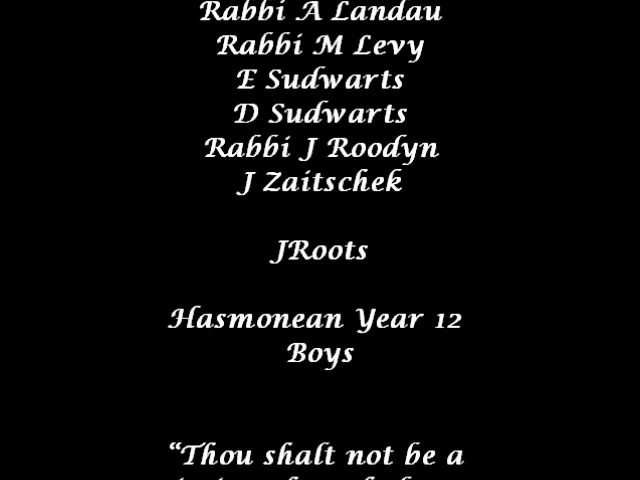 Rabbi A Landau
Rabbi M Levy
E Sudwarts
D Sudwarts
Rabbi J Roodyn
J Zaitschek
JRoots
Hasmonean Year 12
Boys
“Thou shalt not be a